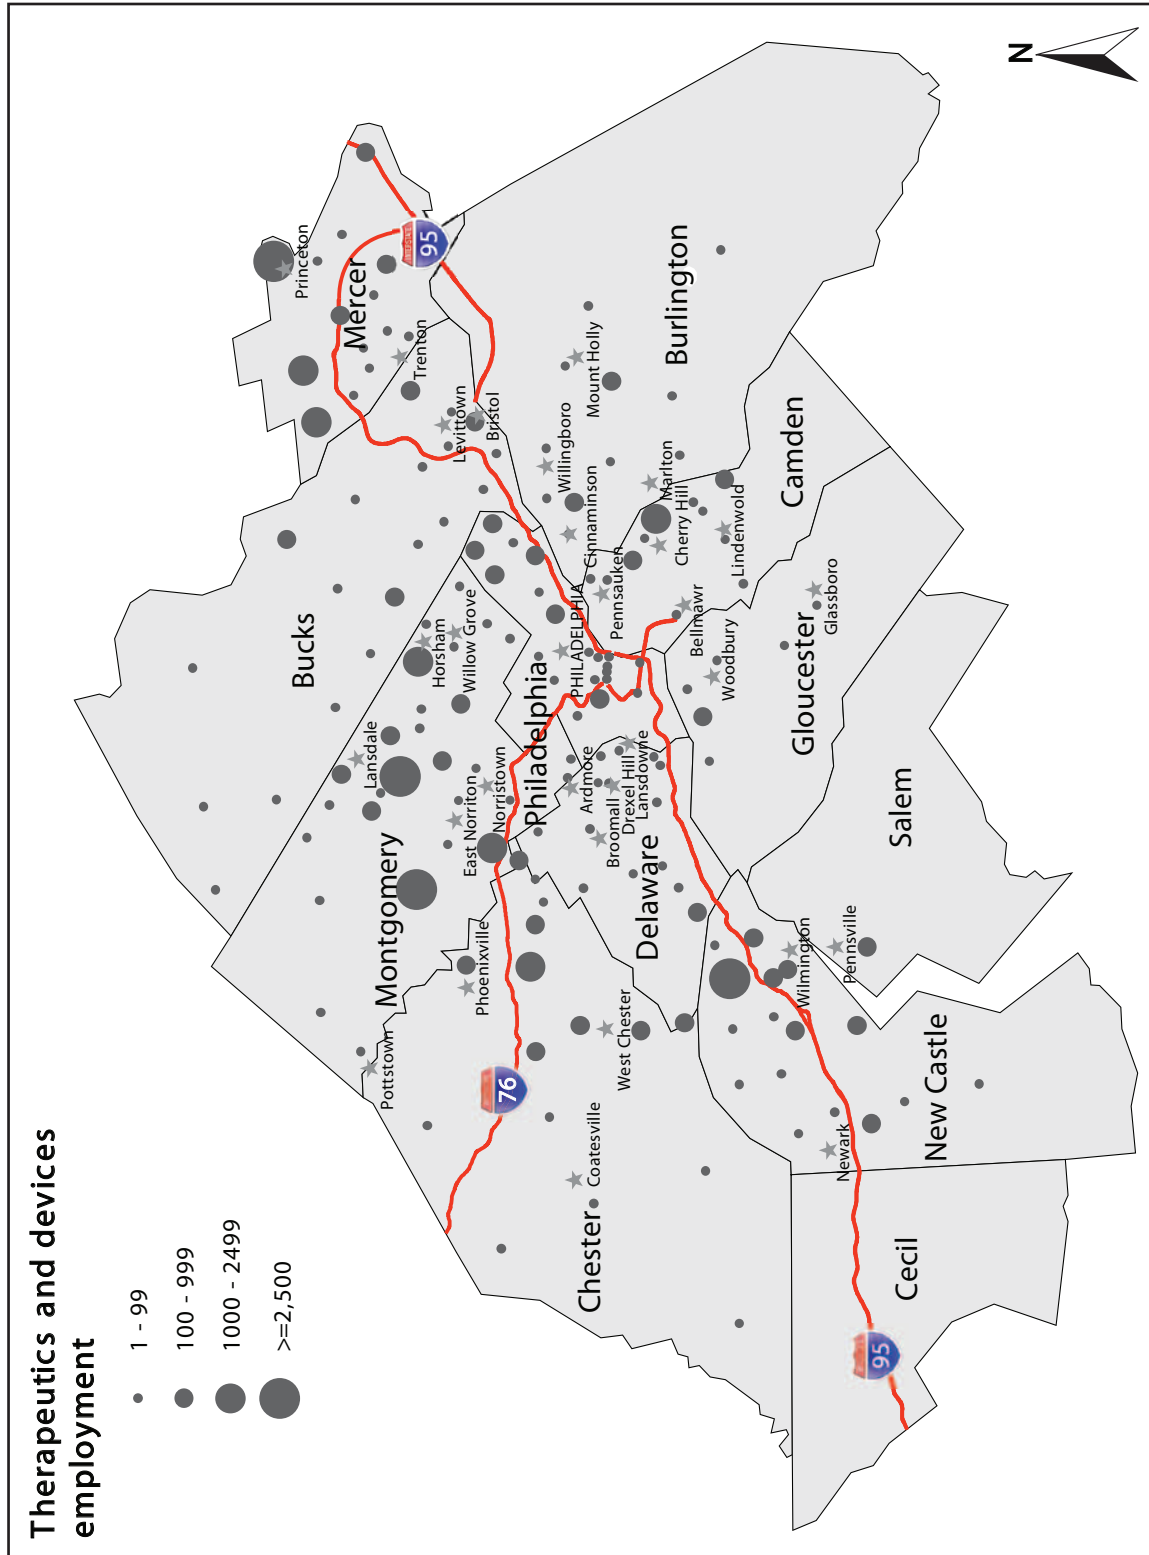 Therapeutics and devices
employment
1 - 99
100 - 999
1000 - 2499
>=2,500
N
Bucks
Mercer
Princeton
Trenton
95
Levittown
Bristol
Burlington
Mount Holly
Willingboro
Cinnaminson
Marlton
Cherry Hill
Pennsauken
Camden
Lindenwold
Bellmawr
Woodbury
Glassboro
Gloucester
Salem
Pennsville
Montgomery
Lansdale
Horsham
Willow Grove
East Norriton
Norristown
Pottstown
Phoenixville
Philadelphia
PHILADELPHIA
Ardmore
Broomall
Drexel Hill
Lansdowne
Delaware
76
West Chester
Coatesville
Chester
Wilmington
New Castle
Newark
Cecil
95